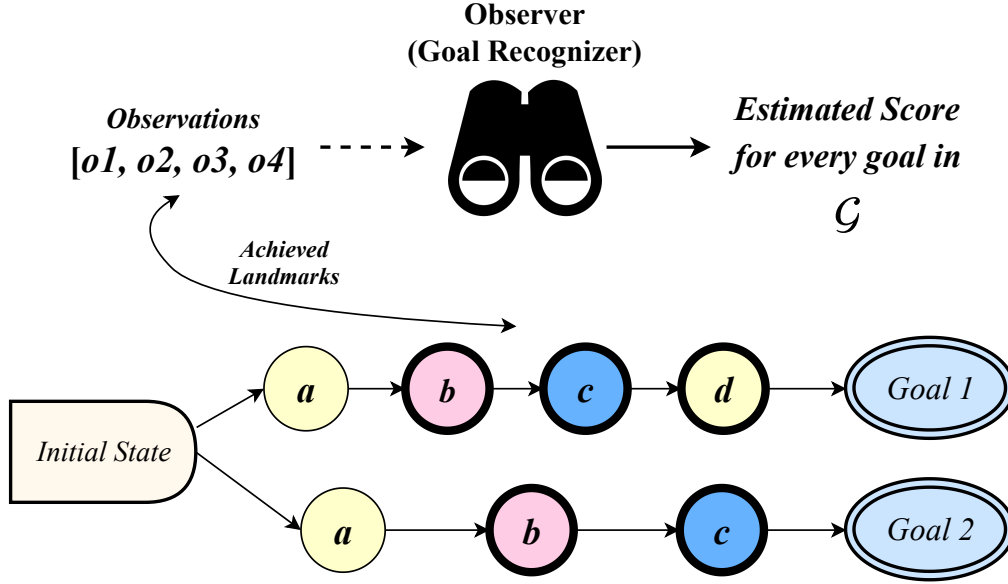 Observer
(Goal Recognizer)
Observations
[o1, o2, o3, o4]
Estimated Score
for every goal in
𝒢
Achieved
Landmarks
a
b
c
d
Goal 1
Initial State
a
b
c
Goal 2